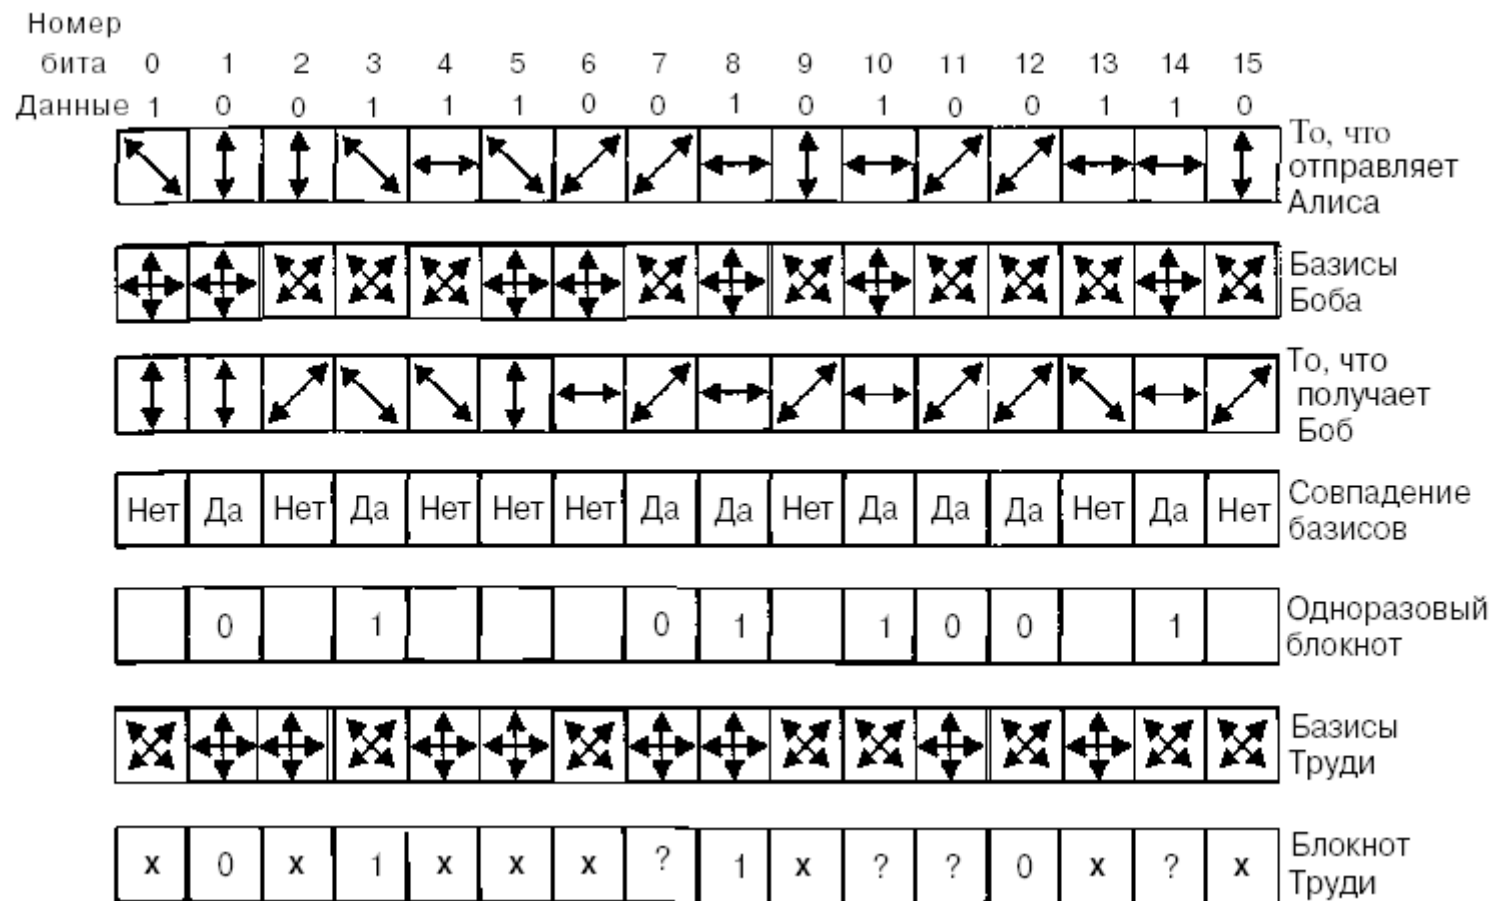 Номер
бита 0 1 2 3 4 5 6 7 8 9 10 11 12 13 14 15
Данные 1 0 0 1 1 1 0 0 1 0 1 0 0 1 1 0
То, что
отправляет
Алиса
Базисы
Боба
То, что
получает
Боб
Нет Да Нет Да Нет Нет Нет Да Да Нет Да Да Да Нет Да Нет
Совпадение
базисов
0 1 0 1 1 0 0 1
Одноразовый
блокнот
Базисы
Труди
x 0 x 1 x x x ? 1 x ? ? 0 x ? x
Блокнот
Труди